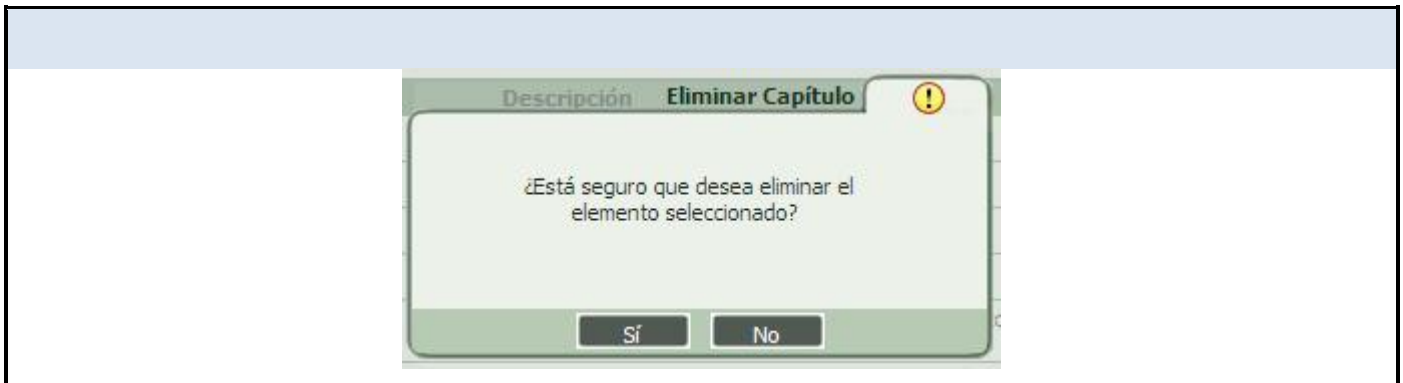 Descripción Eliminar Capítulo
¿Está seguro que desea eliminar el
elemento seleccionado?
Sí No